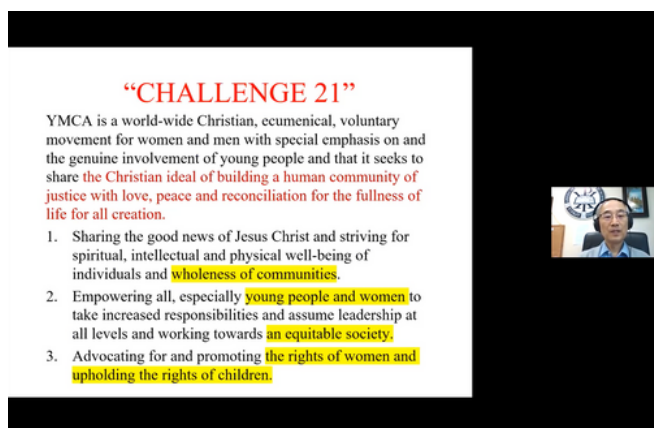 “CHALLENGE 21”
YMCA is a world-wide Christian, ecumenical, voluntary
movement for women and men with special emphasis on and
the genuine involvement of young people and that it seeks to
share the Christian ideal of building a human community of
justice with love, peace and reconciliation for the fullness of
life for all creation.
1. Sharing the good news of Jesus Christ and striving for
spiritual, intellectual and physical well-being of
individuals and wholeness of communities.
2. Empowering all, especially young people and women to
take increased responsibilities and assume leadership at
all levels and working towards an equitable society.
3. Advocating for and promoting the rights of women and
upholding the rights of children.